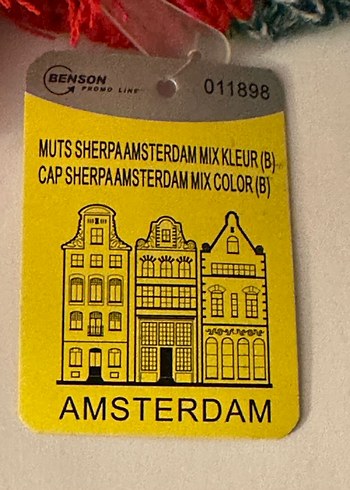 BENSON
PROMO LINE
011898
MUTS SHERPAAMSTERDAM MIX KLEUR (B)
CAP SHERPAAMSTERDAM MIX COLOR (B)
AMSTERDAM